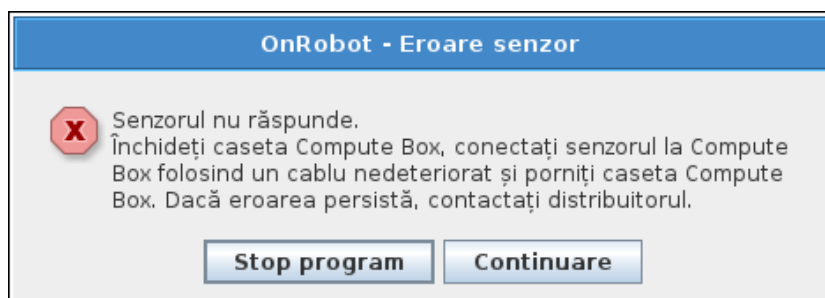 OnRobot - Eroare senzor
Senzorul nu răspunde.
Închideți caseta Compute Box, conectați senzorul la Compute
Box folosind un cablu nedeteriorat și porniți caseta Compute
Box. Dacă eroarea persistă, contactați distribuitorul.
Stop program
Continuare